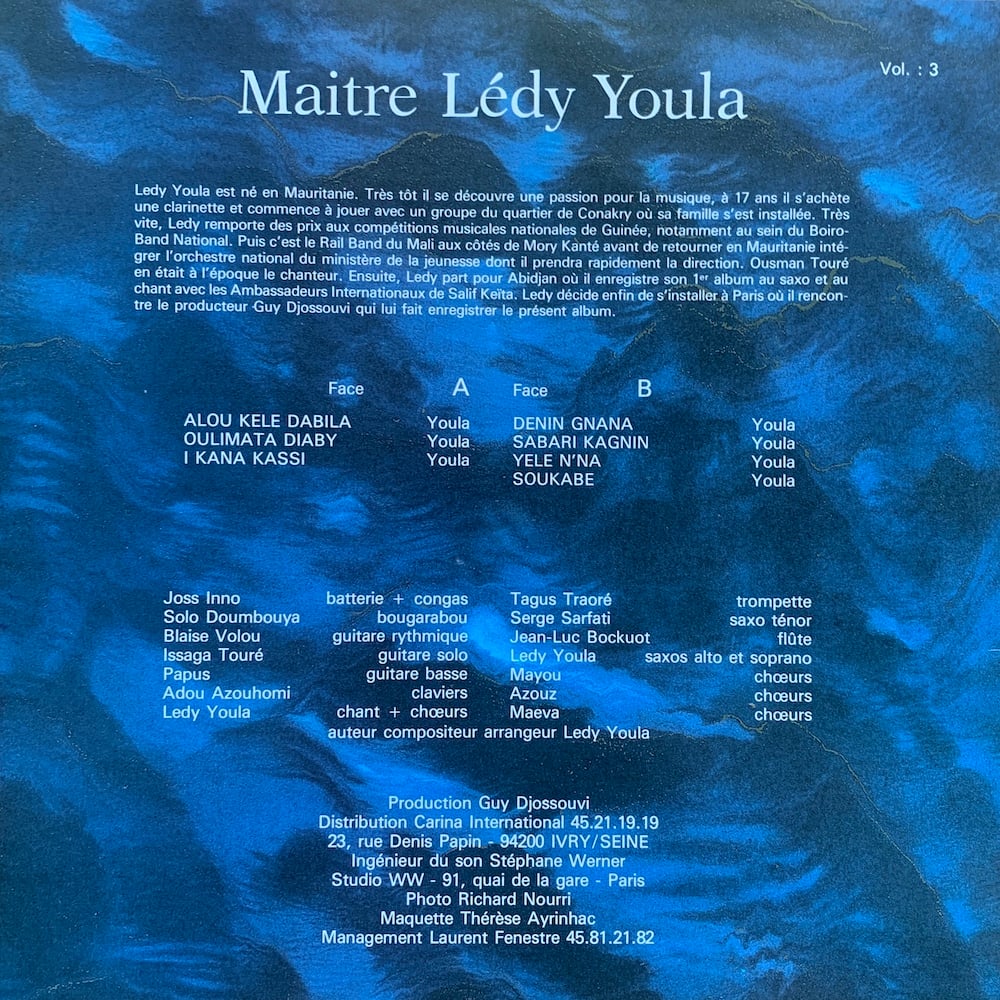 Vol. : 3
Maitre Lédy Youla
Ledy Youla est né en Mauritanie. Très tôt il se découvre une passion pour la musique, à 17 ans il s'achète
une clarinette et commence à jouer avec un groupe du quartier de Conakry où sa famille s'est installée. Très
vite, Ledy remporte des prix aux compétitions musicales nationales de Guinée, notamment au sein du Boiro-
Band National. Puis c'est le Rail Band du Mali aux côtés de Mory Kanté avant de retourner en Mauritanie inté-
grer l'orchestre national du ministère de la jeunesse dont il prendra rapidement la direction. Ousman Touré
en était à l'époque le chanteur. Ensuite, Ledy part pour Abidjan où il enregistre son 1er album au saxo et au
chant avec les Ambassadeurs Internationaux de Salif Keïta. Ledy décide enfin de s'installer à Paris où il rencon-
tre le producteur Guy Djossouvi qui lui fait enregistrer le présent album.
Face A
ALOU KELE DABILA Youla
OULIMATA DIABY Youla
I KANA KASSI Youla
Face B
DENIN GNANA Youla
SABARI KAGNIN Youla
YELE N'NA Youla
SOUKABE Youla
Joss Inno batterie + congas
Solo Doumbouya bougarabou
Blaise Volou guitare rythmique
Issaga Touré guitare solo
Papus guitare basse
Adou Azouhomi claviers
Ledy Youla chant + chœurs
Tagus Traoré trompette
Serge Sarfati saxo ténor
Jean-Luc Bockuot flûte
Ledy Youla saxos alto et soprano
Mayou chœurs
Azouz chœurs
Maeva chœurs
auteur compositeur arrangeur Ledy Youla
Production Guy Djossouvi
Distribution Carina International 45.21.19.19
23, rue Denis Papin - 94200 IVRY/SEINE
Ingénieur du son Stéphane Werner
Studio WW - 91, quai de la gare - Paris
Photo Richard Nourri
Maquette Thérèse Ayrinhac
Management Laurent Fenestre 45.81.21.82